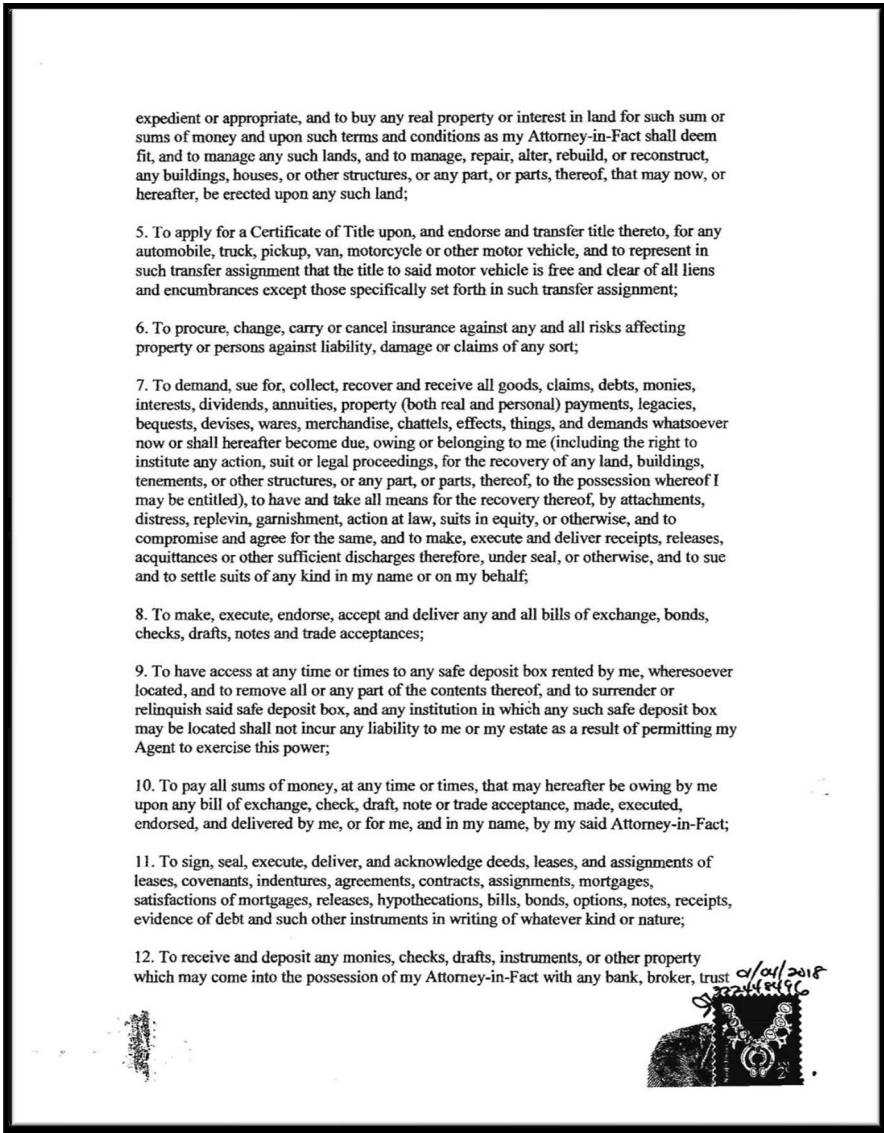 expedient or appropriate, and to buy any real property or interest in land for such sum or
sums of money and upon such terms and conditions as my Attorney-in-Fact shall deem
fit, and to manage any such lands, and to manage, repair, alter, rebuild, or reconstruct,
any buildings, houses, or other structures, or any part, or parts, thereof, that may now, or
hereafter, be erected upon any such land;
5. To apply for a Certificate of Title upon, and endorse and transfer title thereto, for any
automobile, truck, pickup, van, motorcycle or other motor vehicle, and to represent in
such transfer assignment that the title to said motor vehicle is free and clear of all liens
and encumbrances except those specifically set forth in such transfer assignment;
6. To procure, change, carry or cancel insurance against any and all risks affecting
property or persons against liability, damage or claims of any sort;
7. To demand, sue for, collect, recover and receive all goods, claims, debts, monies,
interests, dividends, annuities, property (both real and personal) payments, legacies,
bequests, devises, wares, merchandise, chattels, effects, things, and demands whatsoever
now or shall hereafter become due, owing or belonging to me (including the right to
institute any action, suit or legal proceedings, for the recovery of any land, buildings,
tenements, or other structures, or any part, or parts, thereof, to the possession whereof I
may be entitled), to have and take all means for the recovery thereof, by attachments,
distress, replevin, garnishment, action at law, suits in equity, or otherwise, and to
compromise and agree for the same, and to make, execute and deliver receipts, releases,
acquittances or other sufficient discharges therefore, under seal, or otherwise, and to sue
and to settle suits of any kind in my name or on my behalf;
8. To make, execute, endorse, accept and deliver any and all bills of exchange, bonds,
checks, drafts, notes and trade acceptances;
9. To have access at any time or times to any safe deposit box rented by me, wheresoever
located, and to remove all or any part of the contents thereof, and to surrender or
relinquish said safe deposit box, and any institution in which any such safe deposit box
may be located shall not incur any liability to me or my estate as a result of permitting my
Agent to exercise this power;
10. To pay all sums of money, at any time or times, that may hereafter be owing by me
upon any bill of exchange, check, draft, note or trade acceptance, made, executed,
endorsed, and delivered by me, or for me, and in my name, by my said Attorney-in-Fact;
11. To sign, seal, execute, deliver, and acknowledge deeds, leases, and assignments of
leases, covenants, indentures, agreements, contracts, assignments, mortgages,
satisfactions of mortgages, releases, hypothecations, bills, bonds, options, notes, receipts,
evidence of debt and such other instruments in writing of whatever kind or nature;
12. To receive and deposit any monies, checks, drafts, instruments, or other property
which may come into the possession of my Attorney-in-Fact with any bank, broker, trust
01/04/2018
2¢